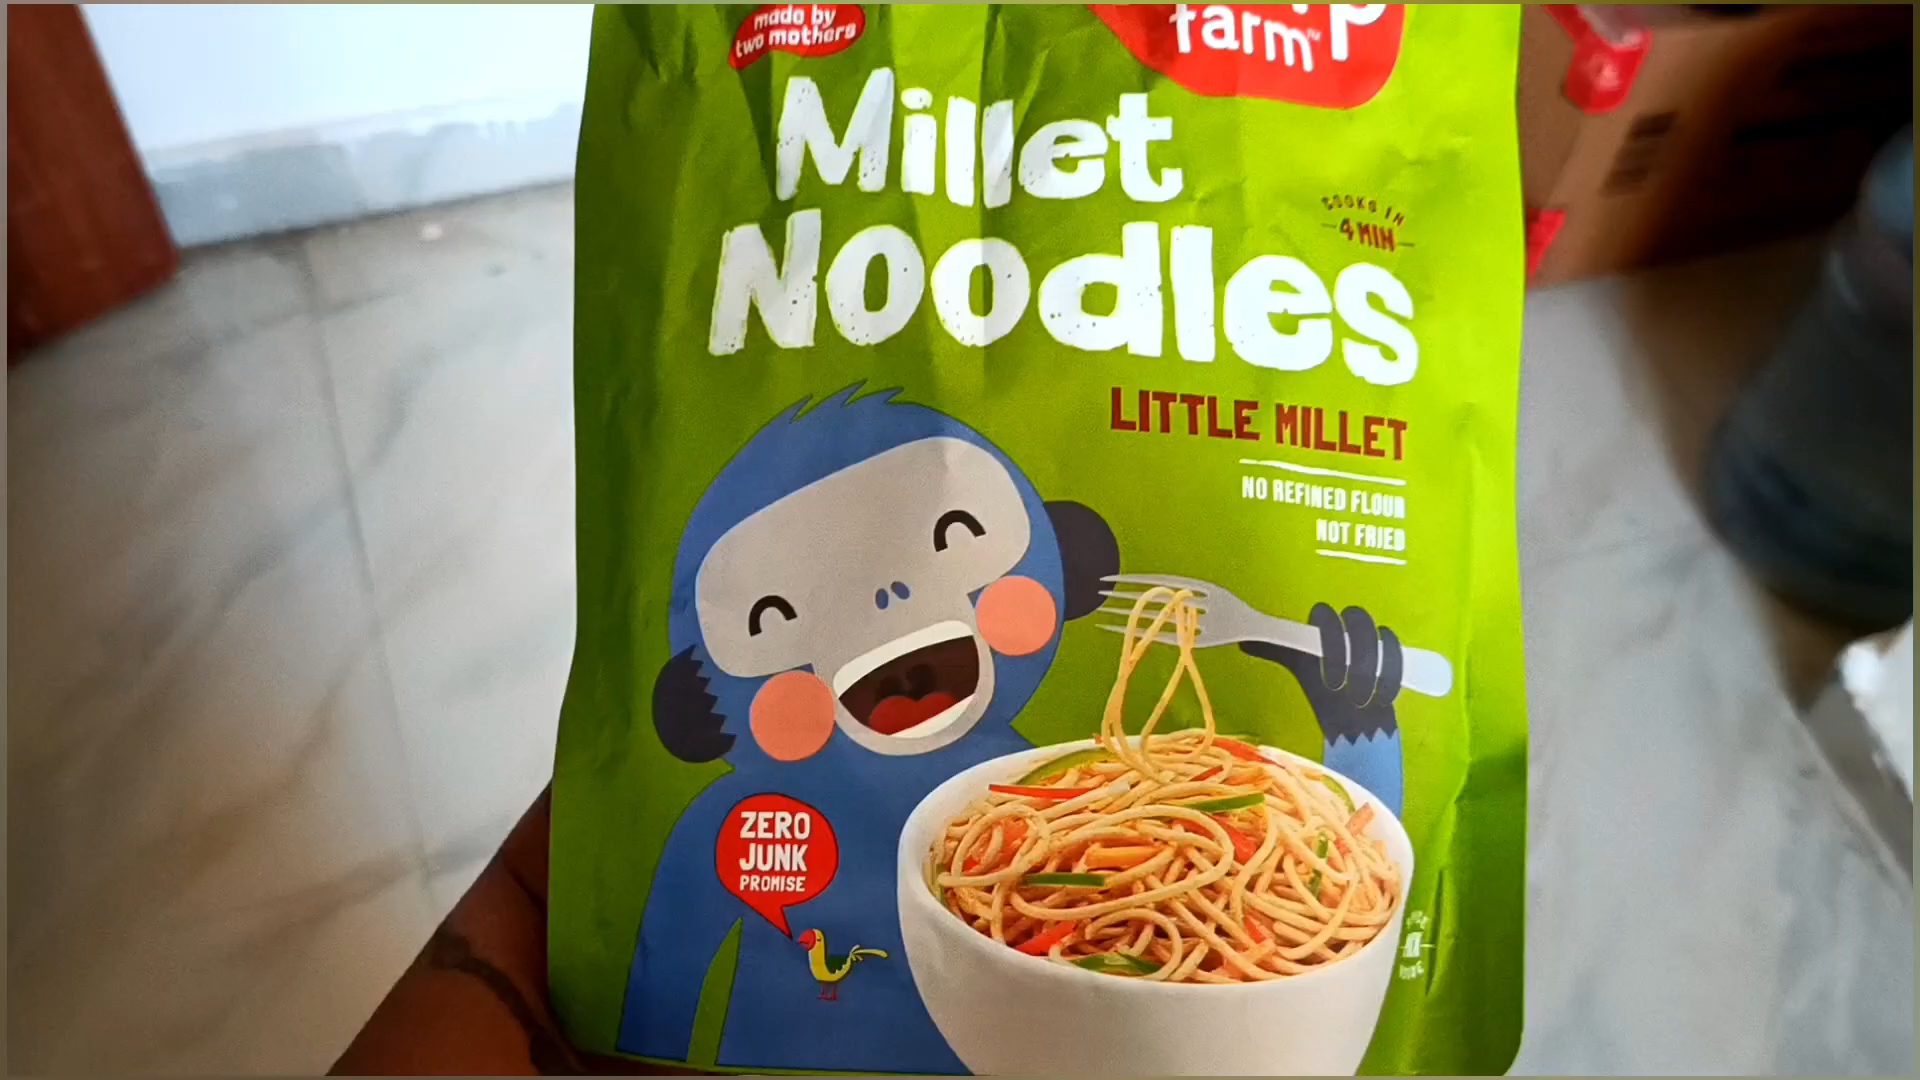 made by
two mothers
farm™
Millet
Noodles
COOKS IN
4 MIN
LITTLE MILLET
NO REFINED FLOUR
NOT FRIED
ZERO
JUNK
PROMISE